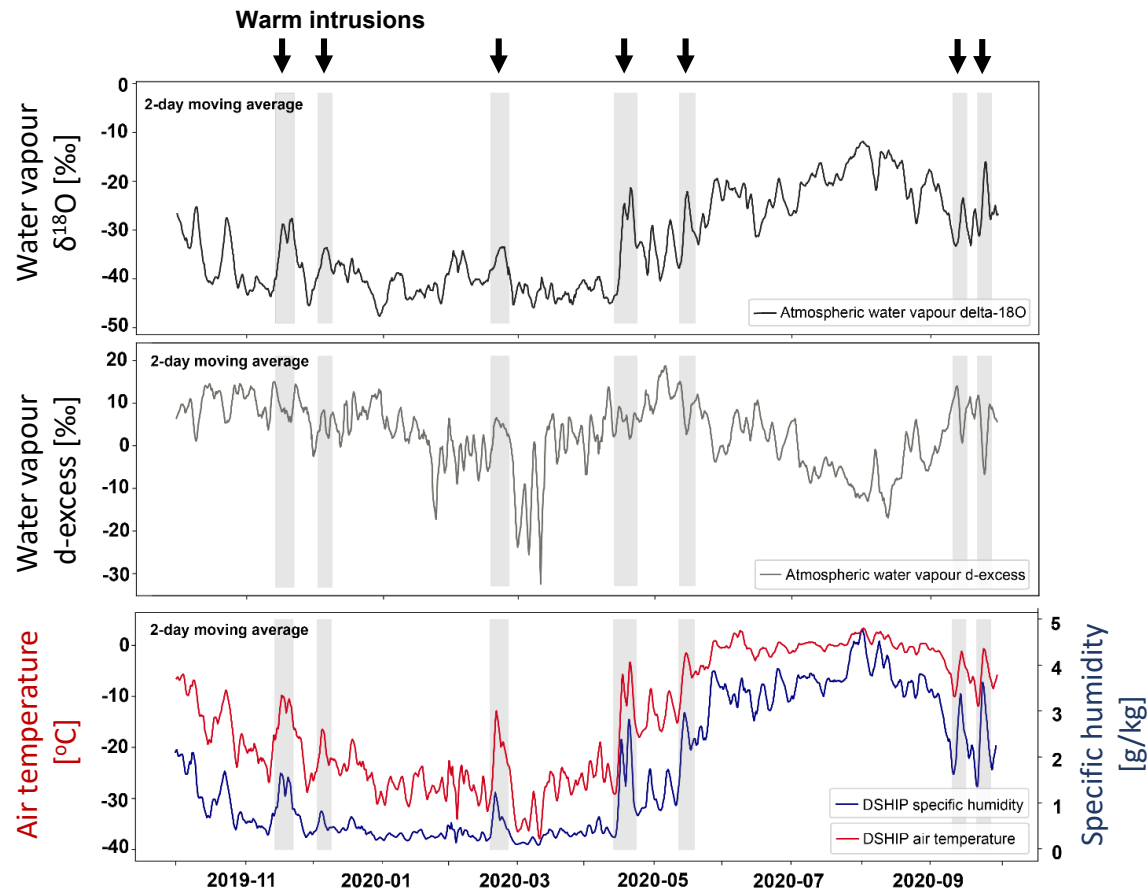 Warm intrusions
2-day moving average
Water vapour
δ¹⁸O [‰]
0
-10
-20
-30
-40
-50
Atmospheric water vapour delta-18O
2-day moving average
Water vapour
d-excess [‰]
20
10
0
-10
-20
-30
Atmospheric water vapour d-excess
2-day moving average
Air temperature
[°C]
0
-10
-20
-30
-40
5
4
3
2
1
0
Specific humidity
[g/kg]
DSHIP specific humidity
DSHIP air temperature
2019-11
2020-01
2020-03
2020-05
2020-07
2020-09